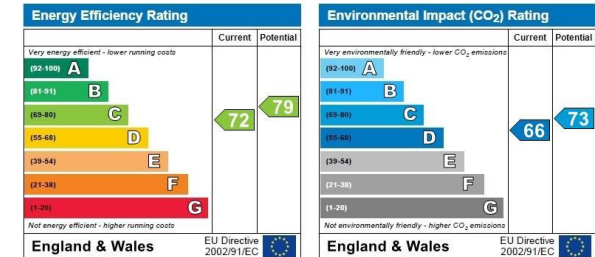 Energy Efficiency Rating
Current Potential
Very energy efficient - lower running costs
(92-100) A
(81-91) B
(69-80) C
(55-68) D
(39-54) E
(21-38) F
(1-20) G
72
79
Not energy efficient - higher running costs
England & Wales
EU Directive
2002/91/EC
Environmental Impact (CO₂) Rating
Current Potential
Very environmentally friendly - lower CO₂ emissions
(92-100) A
(81-91) B
(69-80) C
(55-68) D
(39-54) E
(21-38) F
(1-20) G
66
73
Not environmentally friendly - higher CO₂ emissions
England & Wales
EU Directive
2002/91/EC